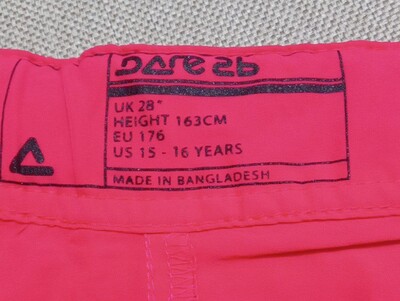 DARE 2b
UK 28"
HEIGHT 163CM
EU 176
US 15 - 16 YEARS
MADE IN BANGLADESH